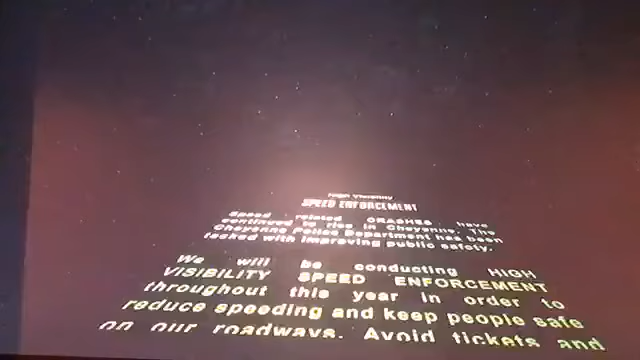 High Visibility
SPEED ENFORCEMENT
Speed related CRASHES have
continued to rise in Cheyenne. The
Cheyenne Police Department has been
tasked with improving public safety.
We will be conducting HIGH
VISIBILITY SPEED ENFORCEMENT
throughout this year in order to
reduce speeding and keep people safe
on our roadways. Avoid tickets and